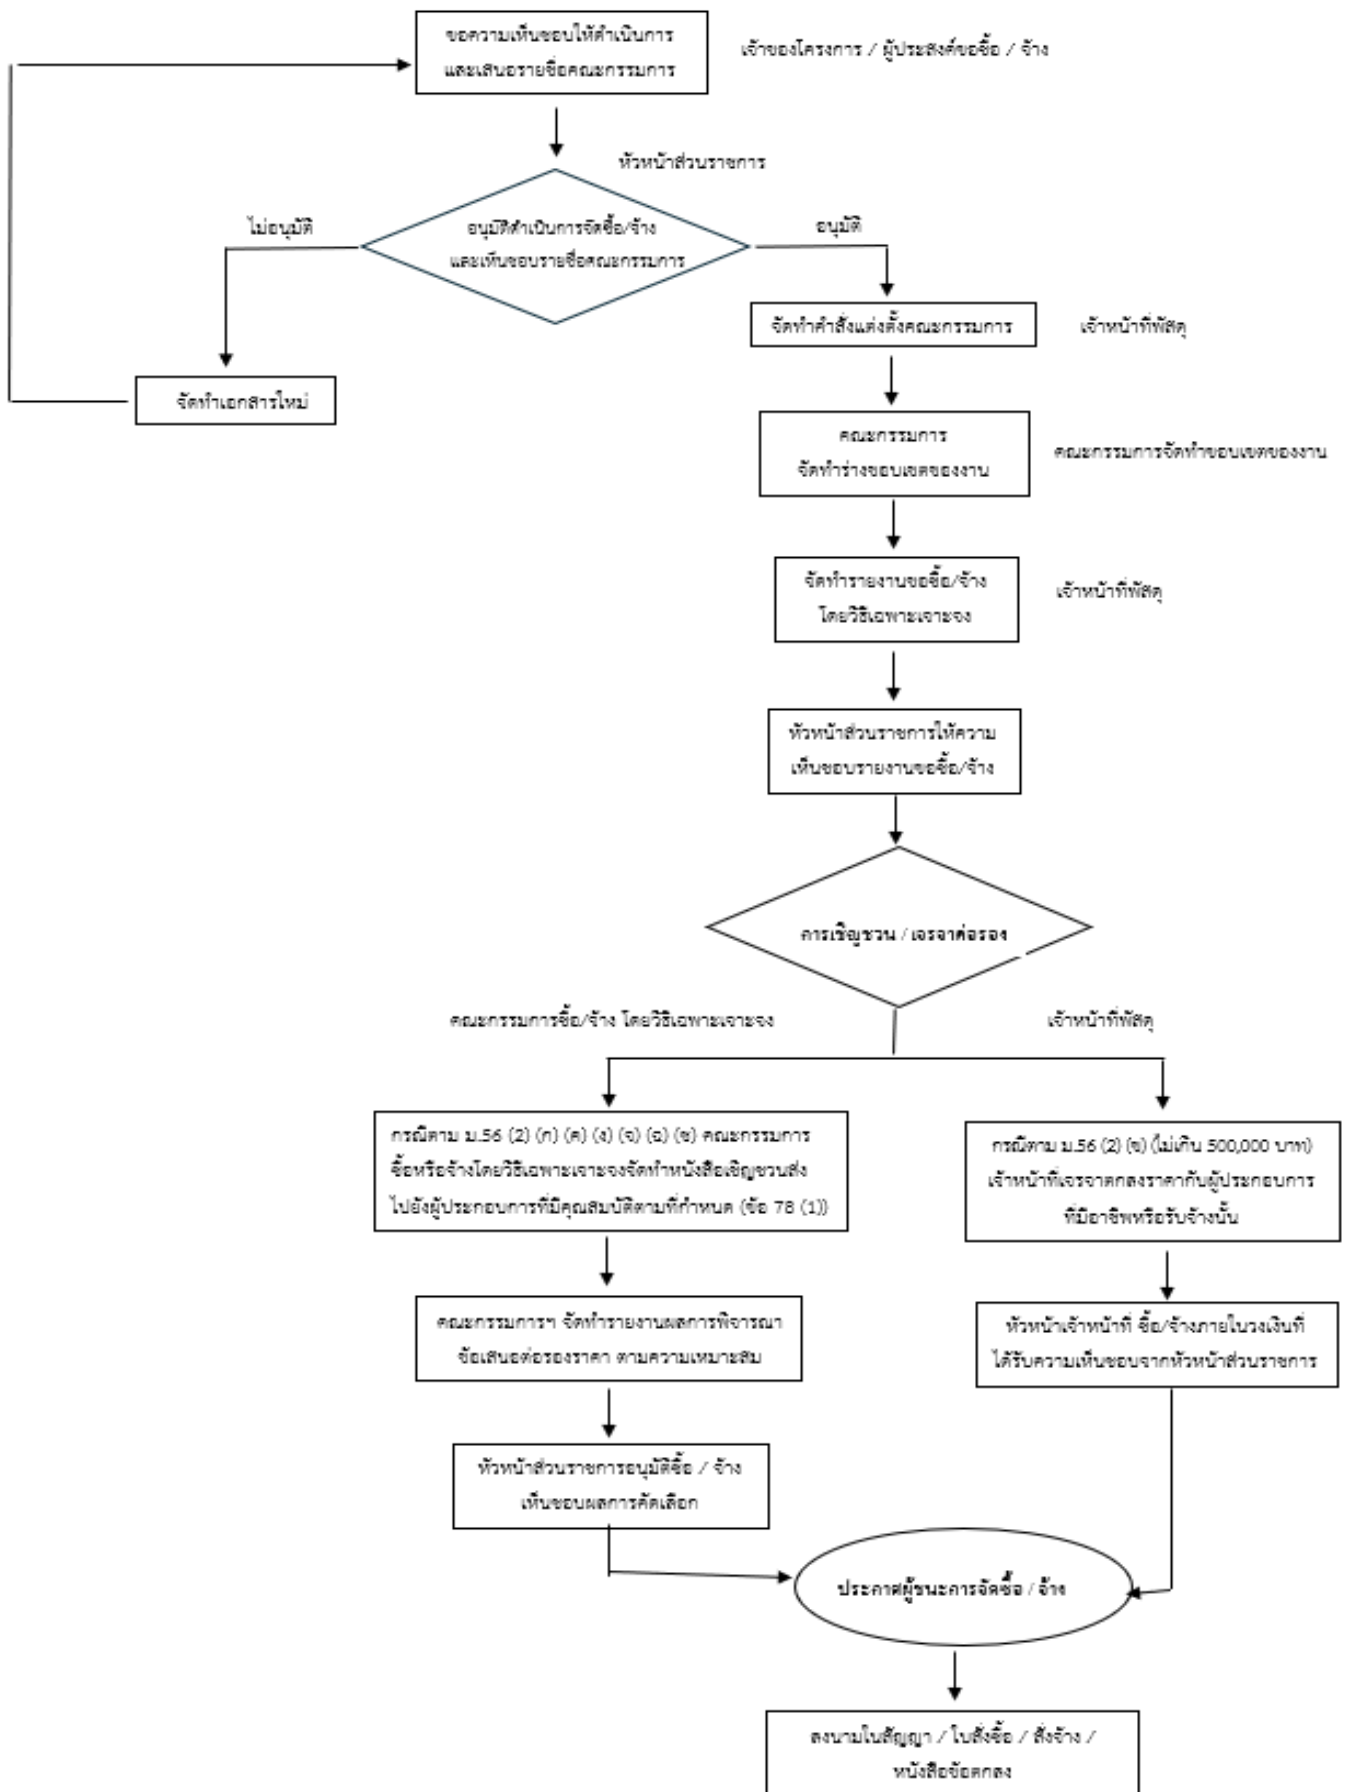 ขอความเห็นชอบให้ดำเนินการ
และเสนอรายชื่อคณะกรรมการ
เจ้าของโครงการ / ผู้ประสงค์ขอซื้อ / จ้าง
หัวหน้าส่วนราชการ
ไม่อนุมัติ
อนุมัติดำเนินการจัดซื้อ/จ้าง
และเห็นชอบรายชื่อคณะกรรมการ
อนุมัติ
จัดทำคำสั่งแต่งตั้งคณะกรรมการ
เจ้าหน้าที่พัสดุ
จัดทำเอกสารใหม่
คณะกรรมการ
จัดทำร่างขอบเขตของงาน
คณะกรรมการจัดทำขอบเขตของงาน
จัดทำรายงานขอซื้อ/จ้าง
โดยวิธีเฉพาะเจาะจง
เจ้าหน้าที่พัสดุ
หัวหน้าส่วนราชการให้ความ
เห็นชอบรายงานขอซื้อ/จ้าง
การเชิญชวน / เจรจาต่อรอง
คณะกรรมการซื้อ/จ้าง โดยวิธีเฉพาะเจาะจง
เจ้าหน้าที่พัสดุ
กรณีตาม ม.56 (2) (ก) (ค) (ง) (จ) (ฉ) (ช) คณะกรรมการ
ซื้อหรือจ้างโดยวิธีเฉพาะเจาะจงจัดทำหนังสือเชิญชวนส่ง
ไปยังผู้ประกอบการที่มีคุณสมบัติตามที่กำหนด (ข้อ 78 (1))
กรณีตาม ม.56 (2) (ข) (ไม่เกิน 500,000 บาท)
เจ้าหน้าที่เจรจาตกลงราคากับผู้ประกอบการ
ที่มีอาชีพหรือรับจ้างนั้น
คณะกรรมการฯ จัดทำรายงานผลการพิจารณา
ข้อเสนอต่อรองราคา ตามความเหมาะสม
หัวหน้าเจ้าหน้าที่ ซื้อ/จ้างภายในวงเงินที่
ได้รับความเห็นชอบจากหัวหน้าส่วนราชการ
หัวหน้าส่วนราชการอนุมัติซื้อ / จ้าง
เห็นชอบผลการคัดเลือก
ประกาศผู้ชนะการจัดซื้อ / จ้าง
ลงนามในสัญญา / ใบสั่งซื้อ / สั่งจ้าง /
หนังสือข้อตกลง